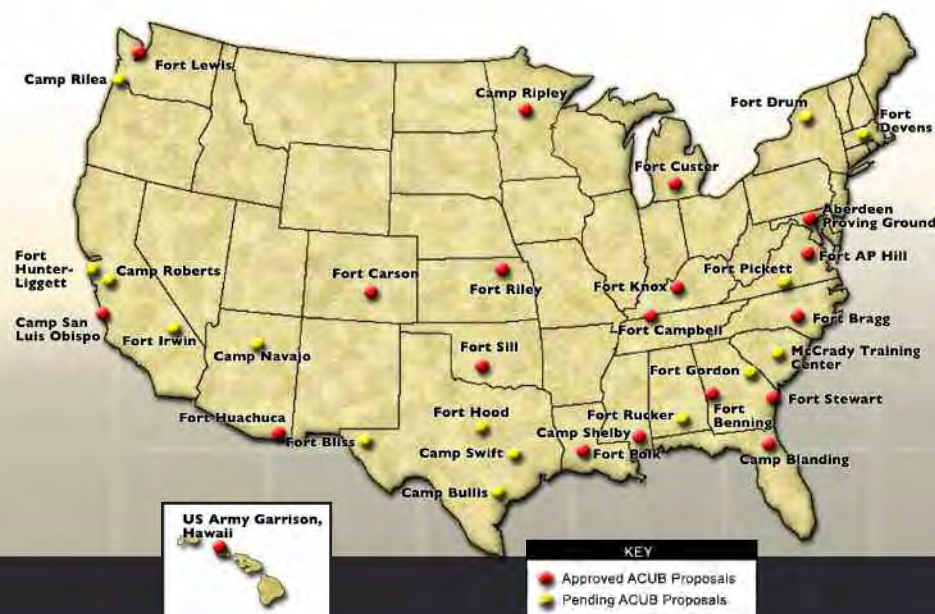 Fort Lewis
Camp Rilea
Camp Ripley
Fort Drum
Fort
Devens
Fort Custer
Aberdeen
Proving Ground
Fort
Hunter-
Liggett
Camp Roberts
Fort Carson
Fort Riley
Fort Knox
Fort Pickett
Fort AP Hill
Camp San
Luis Obispo
Fort Irwin
Camp Navajo
Fort Sill
Fort Campbell
Fort Bragg
McCrady Training
Center
Fort Gordon
Fort Huachuca
Fort Bliss
Fort Hood
Fort Rucker
Fort
Benning
Fort Stewart
Camp Swift
Camp Shelby
Fort Polk
Camp Blanding
Camp Bullis
US Army Garrison,
Hawaii
KEY
Approved ACUB Proposals
Pending ACUB Proposals